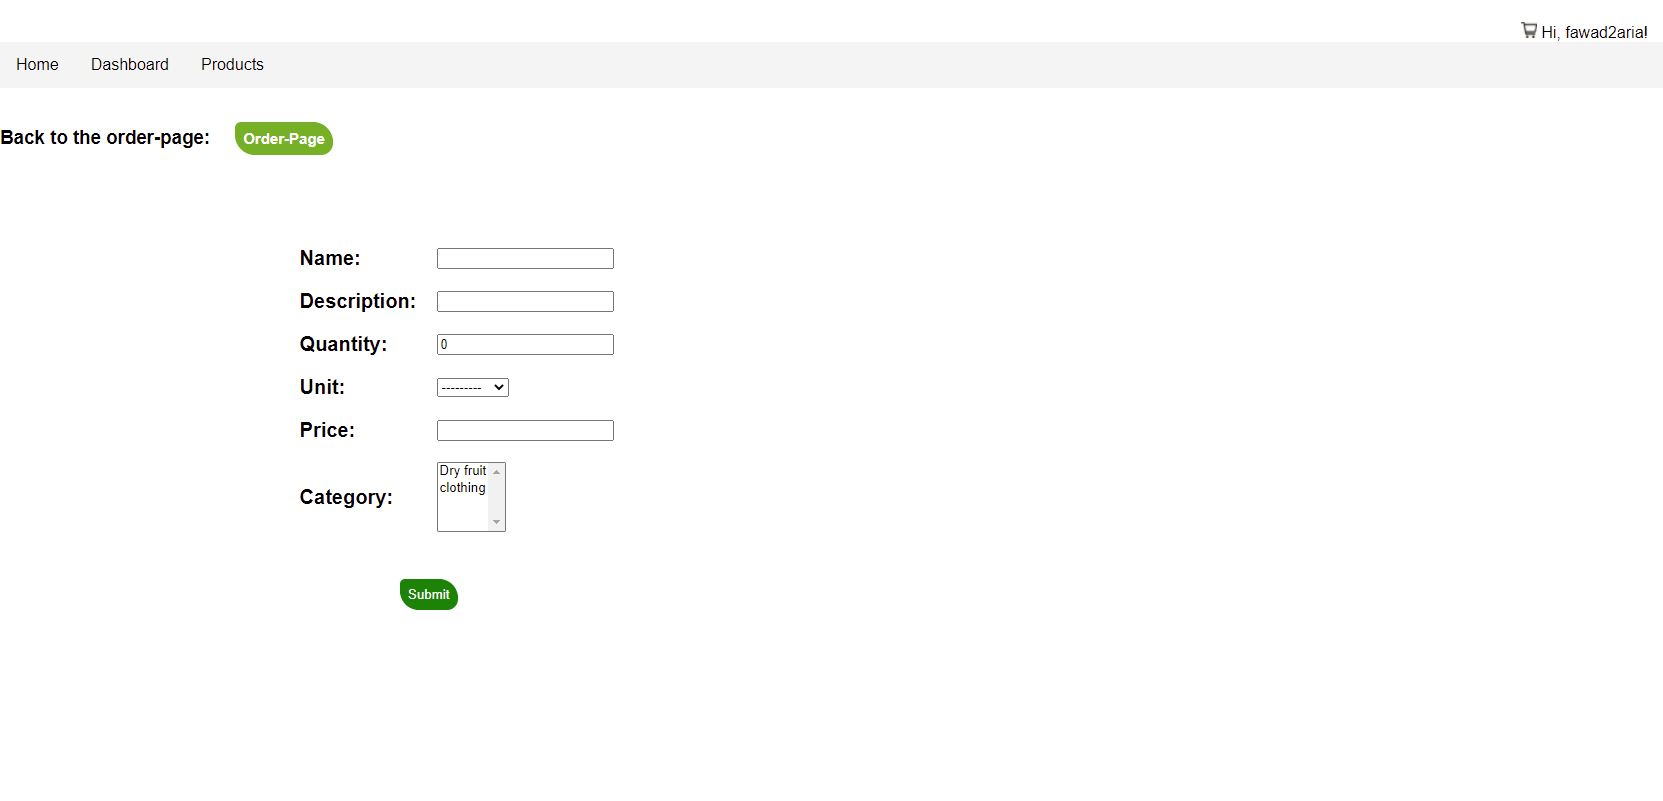 Hi, fawad2aria!
Home Dashboard Products
Back to the order-page: Order-Page
Name:
Description:
Quantity: 0
Unit: ---------
Price:
Category: Dry fruit
clothing
Submit